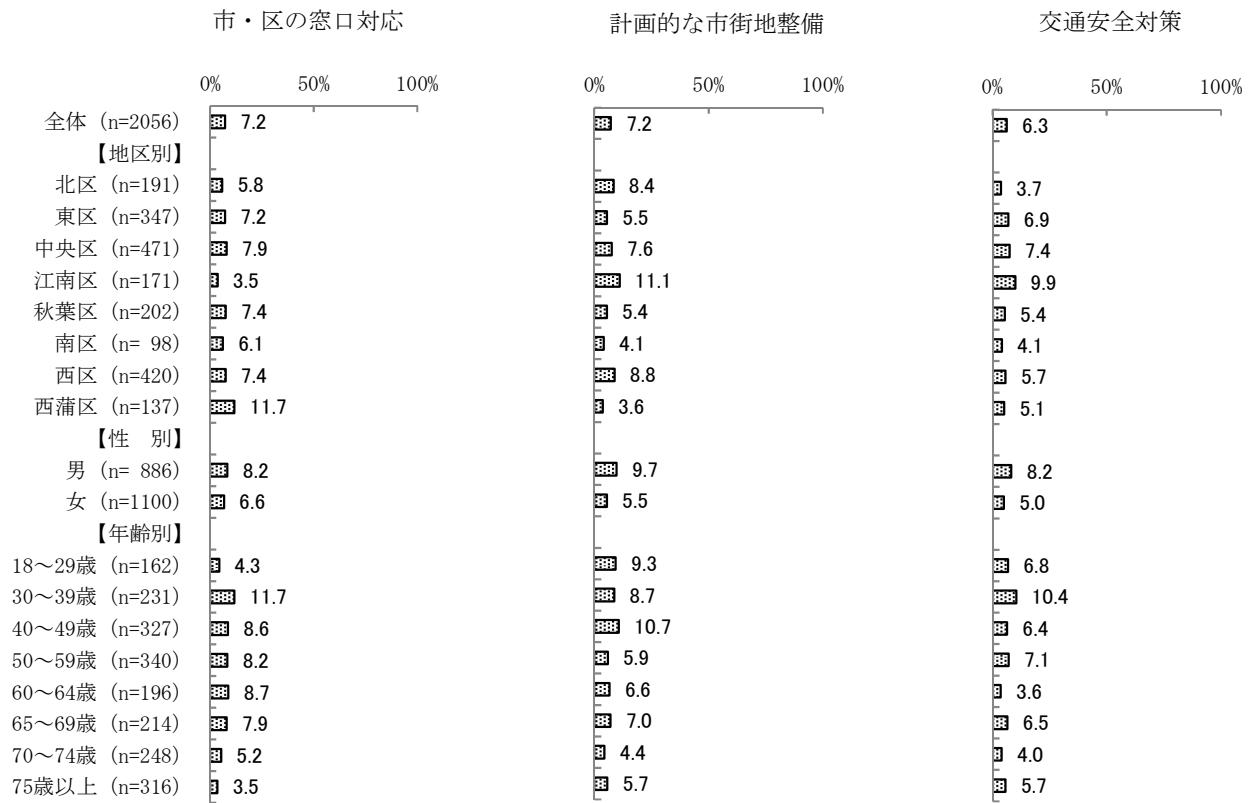 市・区の窓口対応 計画的な市街地整備 交通安全対策
0% 50% 100% 0% 50% 100% 0% 50% 100%
全体 (n=2056) 7.2 7.2 6.3
【地区別】
北区 (n=191) 5.8 8.4 3.7
東区 (n=347) 7.2 5.5 6.9
中央区 (n=471) 7.9 7.6 7.4
江南区 (n=171) 3.5 11.1 9.9
秋葉区 (n=202) 7.4 5.4 5.4
南区 (n= 98) 6.1 4.1 4.1
西区 (n=420) 7.4 8.8 5.7
西蒲区 (n=137) 11.7 3.6 5.1
【性　別】
男 (n= 886) 8.2 9.7 8.2
女 (n=1100) 6.6 5.5 5.0
【年齢別】
18～29歳 (n=162) 4.3 9.3 6.8
30～39歳 (n=231) 11.7 8.7 10.4
40～49歳 (n=327) 8.6 10.7 6.4
50～59歳 (n=340) 8.2 5.9 7.1
60～64歳 (n=196) 8.7 6.6 3.6
65～69歳 (n=214) 7.9 7.0 6.5
70～74歳 (n=248) 5.2 4.4 4.0
75歳以上 (n=316) 3.5 5.7 5.7